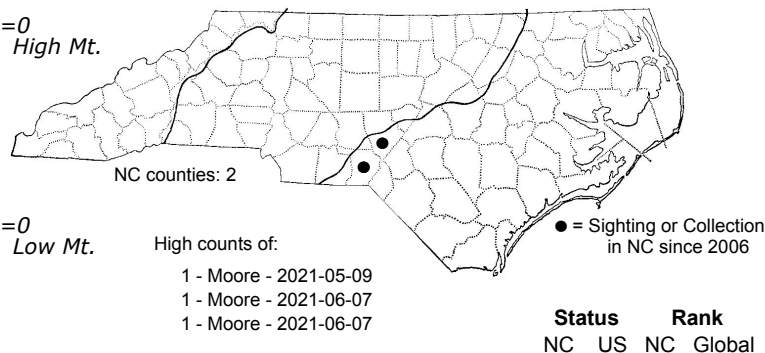 =0
High Mt.
NC counties: 2
=0
Low Mt.
High counts of:
1 - Moore - 2021-05-09
1 - Moore - 2021-06-07
1 - Moore - 2021-06-07
● = Sighting or Collection
in NC since 2006
Status Rank
NC US NC Global